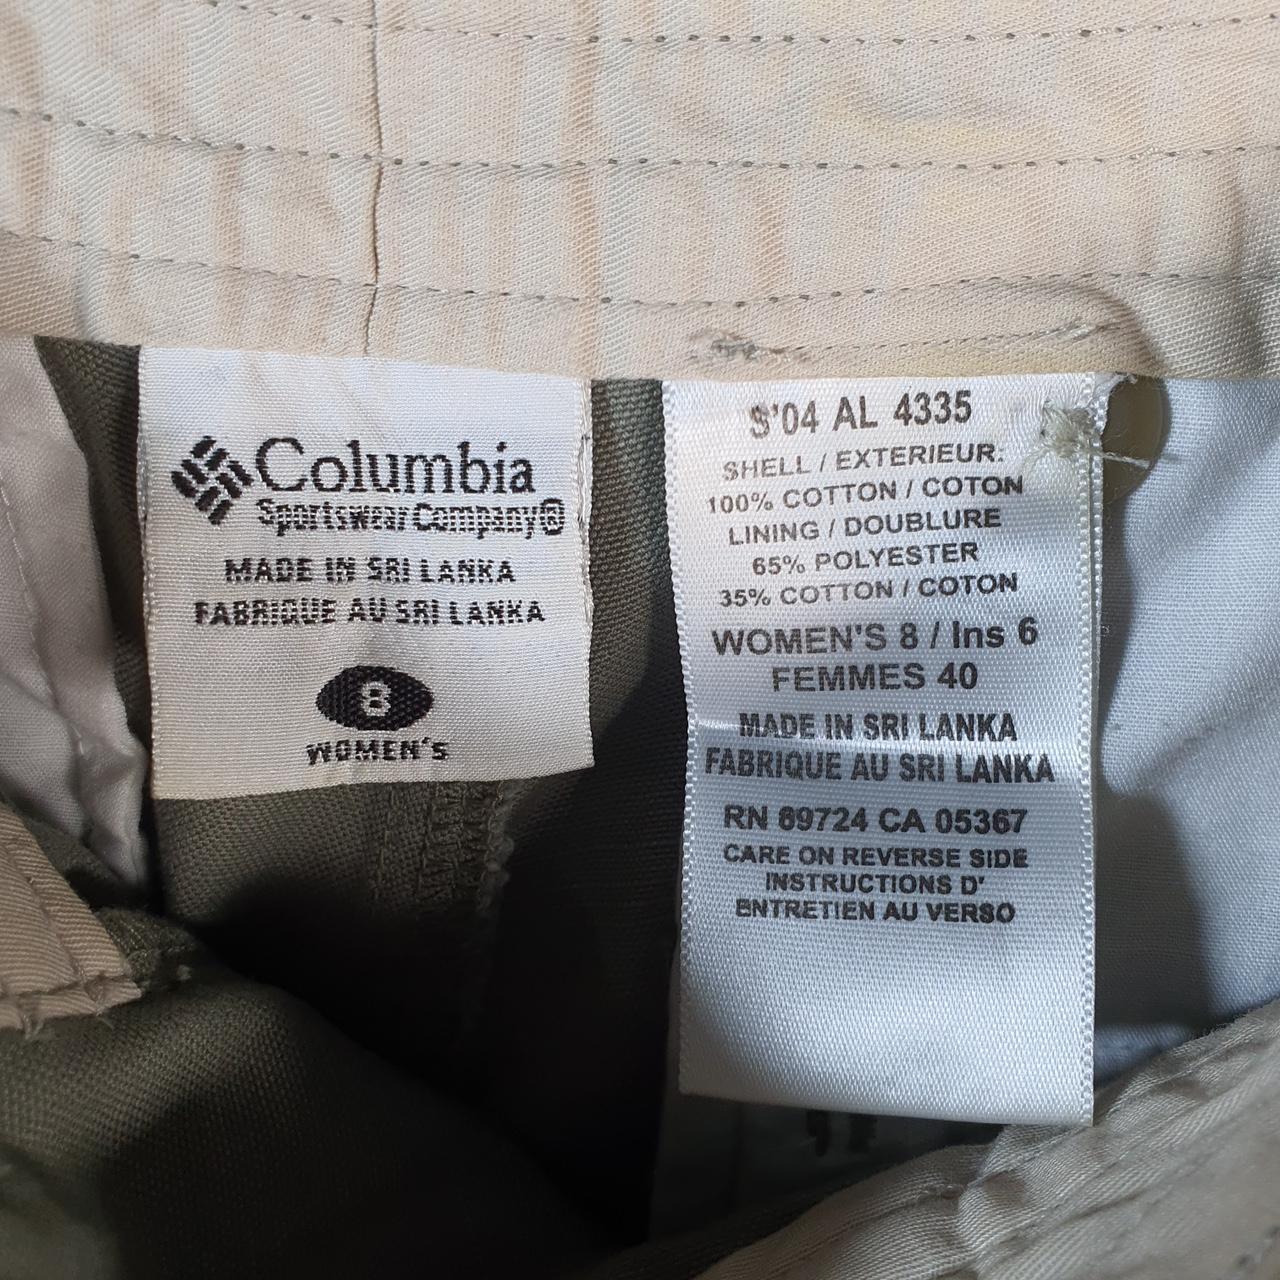 Columbia
Sportswear Company®
MADE IN SRI LANKA
FABRIQUE AU SRI LANKA
8
WOMEN'S
S'04 AL 4335
SHELL / EXTERIEUR:
100% COTTON / COTON
LINING / DOUBLURE
65% POLYESTER
35% COTTON / COTON
WOMEN'S 8 / Ins 6
FEMMES 40
MADE IN SRI LANKA
FABRIQUE AU SRI LANKA
RN 69724 CA 05367
CARE ON REVERSE SIDE
INSTRUCTIONS D'
ENTRETIEN AU VERSO